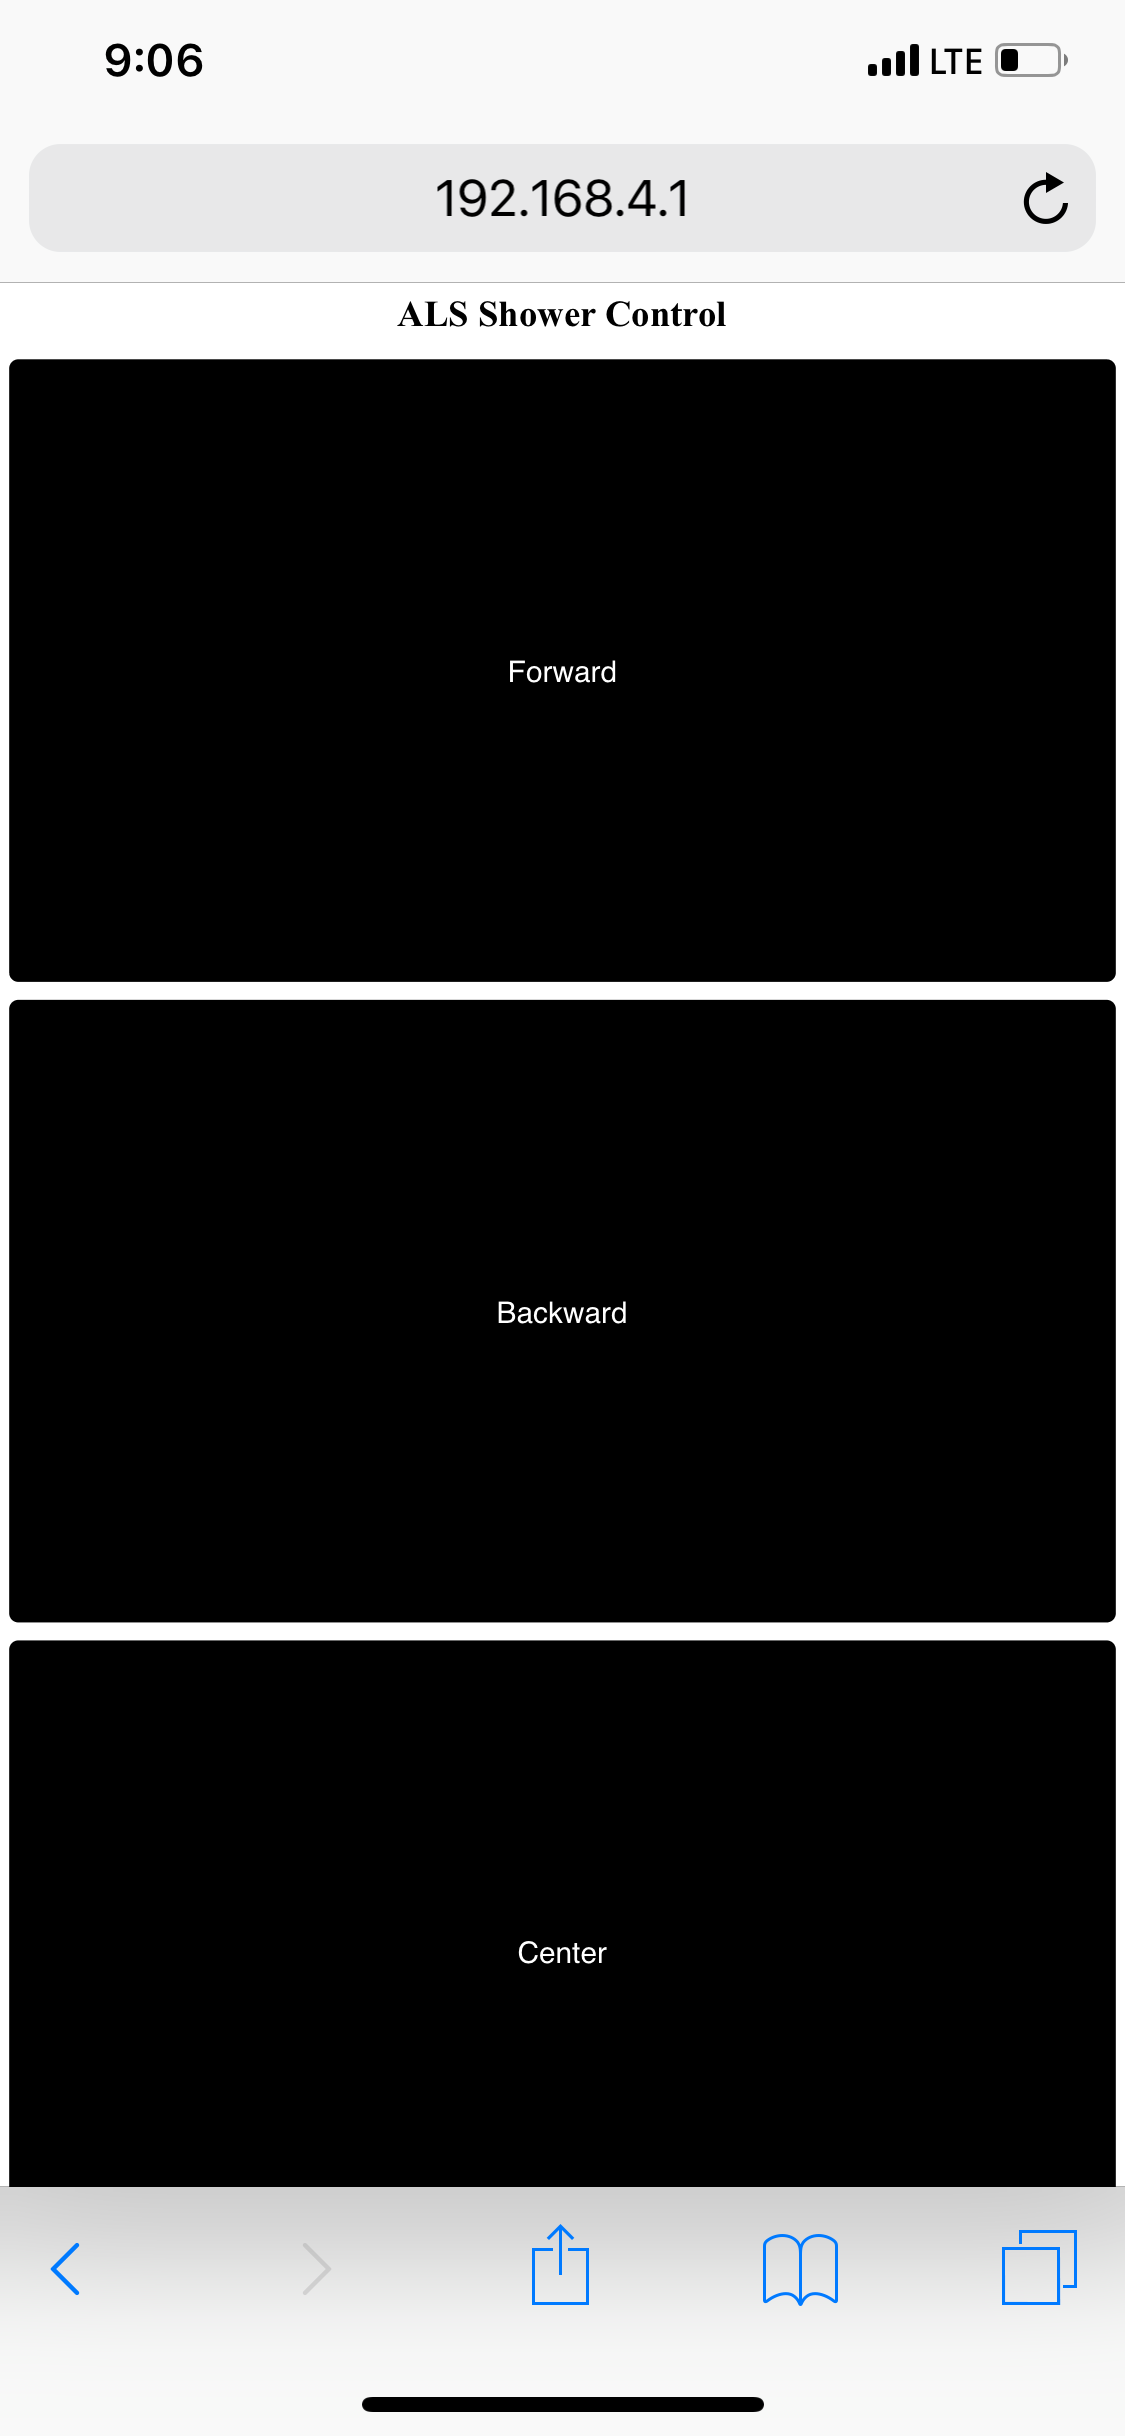 9:06 LTE
192.168.4.1
ALS Shower Control
Forward
Backward
Center